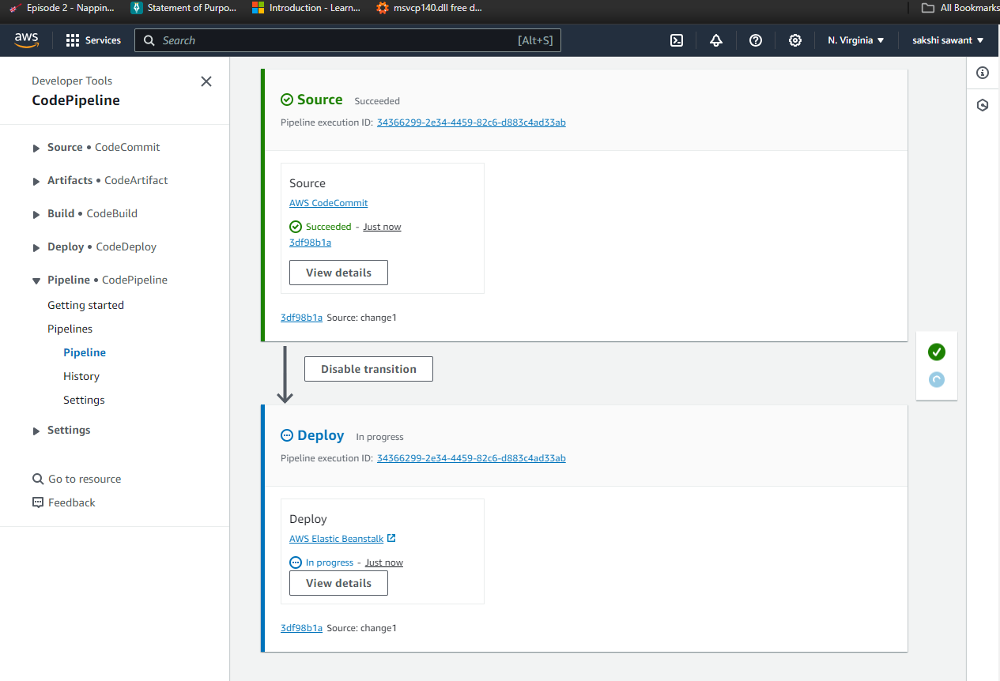 Episode 2 - Nappin...
Statement of Purpo...
Introduction - Learn...
msvcp140.dll free d...
All Bookmarks
aws
Services
Search
[Alt+S]
N. Virginia
sakshi sawant
Developer Tools
CodePipeline
Source • CodeCommit
Artifacts • CodeArtifact
Build • CodeBuild
Deploy • CodeDeploy
Pipeline • CodePipeline
Getting started
Pipelines
Pipeline
History
Settings
Settings
Go to resource
Feedback
Source Succeeded
Pipeline execution ID: 34366299-2e34-4459-82c6-d883c4ad33ab
Source
AWS CodeCommit
Succeeded - Just now
3df98b1a
View details
3df98b1a Source: change1
Disable transition
Deploy In progress
Pipeline execution ID: 34366299-2e34-4459-82c6-d883c4ad33ab
Deploy
AWS Elastic Beanstalk
In progress - Just now
View details
3df98b1a Source: change1